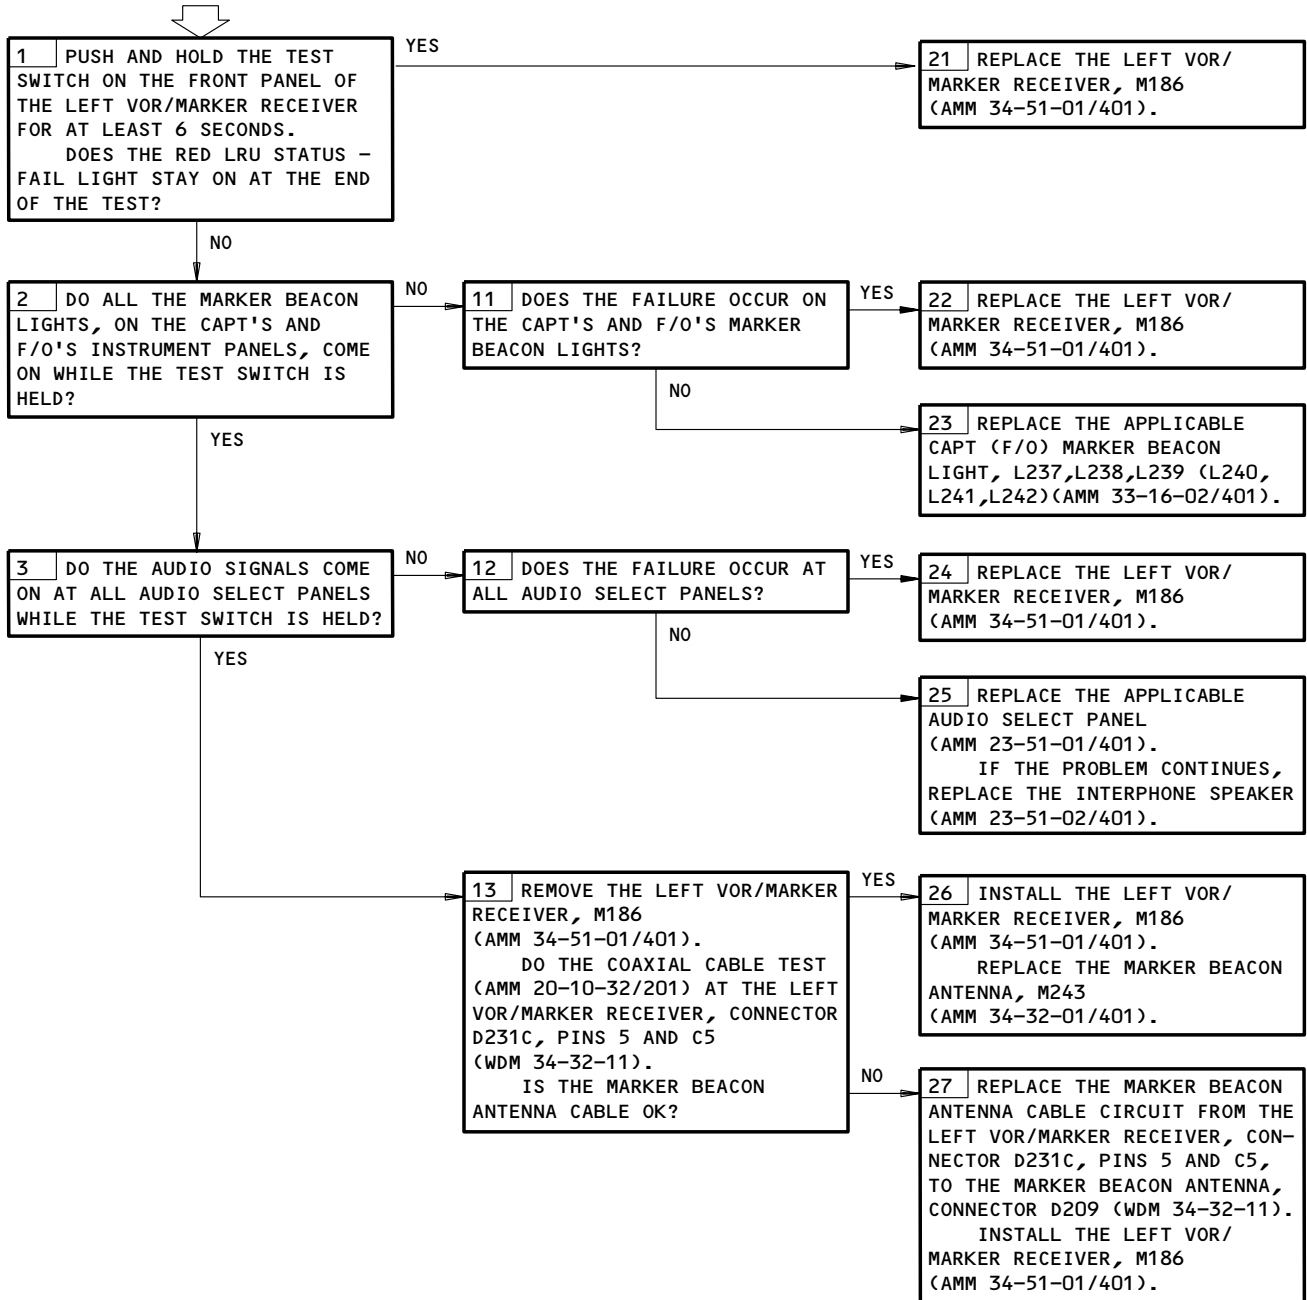 1 PUSH AND HOLD THE TEST
SWITCH ON THE FRONT PANEL OF
THE LEFT VOR/MARKER RECEIVER
FOR AT LEAST 6 SECONDS.
DOES THE RED LRU STATUS –
FAIL LIGHT STAY ON AT THE END
OF THE TEST?
YES
21 REPLACE THE LEFT VOR/
MARKER RECEIVER, M186
(AMM 34–51–01/401).
NO
2 DO ALL THE MARKER BEACON
LIGHTS, ON THE CAPT'S AND
F/O'S INSTRUMENT PANELS, COME
ON WHILE THE TEST SWITCH IS
HELD?
NO
11 DOES THE FAILURE OCCUR ON
THE CAPT'S AND F/O'S MARKER
BEACON LIGHTS?
YES
22 REPLACE THE LEFT VOR/
MARKER RECEIVER, M186
(AMM 34–51–01/401).
NO
23 REPLACE THE APPLICABLE
CAPT (F/O) MARKER BEACON
LIGHT, L237,L238,L239 (L240,
L241,L242)(AMM 33–16–02/401).
YES
3 DO THE AUDIO SIGNALS COME
ON AT ALL AUDIO SELECT PANELS
WHILE THE TEST SWITCH IS HELD?
NO
12 DOES THE FAILURE OCCUR AT
ALL AUDIO SELECT PANELS?
YES
24 REPLACE THE LEFT VOR/
MARKER RECEIVER, M186
(AMM 34–51–01/401).
NO
25 REPLACE THE APPLICABLE
AUDIO SELECT PANEL
(AMM 23–51–01/401).
IF THE PROBLEM CONTINUES,
REPLACE THE INTERPHONE SPEAKER
(AMM 23–51–02/401).
YES
13 REMOVE THE LEFT VOR/MARKER
RECEIVER, M186
(AMM 34–51–01/401).
DO THE COAXIAL CABLE TEST
(AMM 20–10–32/201) AT THE LEFT
VOR/MARKER RECEIVER, CONNECTOR
D231C, PINS 5 AND C5
(WDM 34–32–11).
IS THE MARKER BEACON
ANTENNA CABLE OK?
YES
26 INSTALL THE LEFT VOR/
MARKER RECEIVER, M186
(AMM 34–51–01/401).
REPLACE THE MARKER BEACON
ANTENNA, M243
(AMM 34–32–01/401).
NO
27 REPLACE THE MARKER BEACON
ANTENNA CABLE CIRCUIT FROM THE
LEFT VOR/MARKER RECEIVER, CON–
NECTOR D231C, PINS 5 AND C5,
TO THE MARKER BEACON ANTENNA,
CONNECTOR D209 (WDM 34–32–11).
INSTALL THE LEFT VOR/
MARKER RECEIVER, M186
(AMM 34–51–01/401).